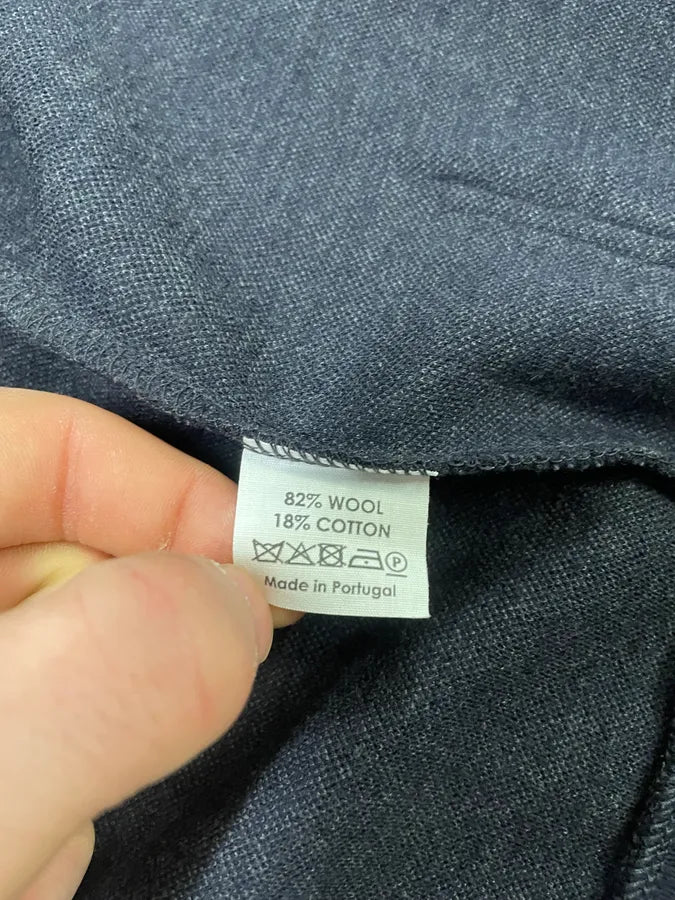 82% WOOL
18% COTTON
P
Made in Portugal